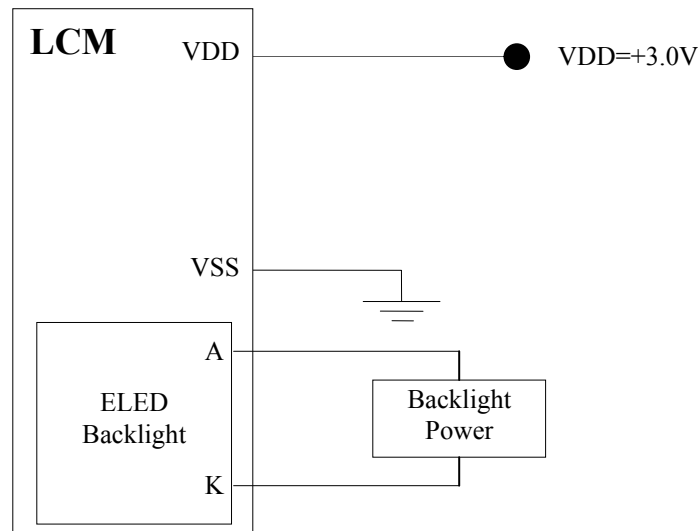 LCM
VDD
VDD=+3.0V
VSS
A
ELED
Backlight
Backlight
Power
K